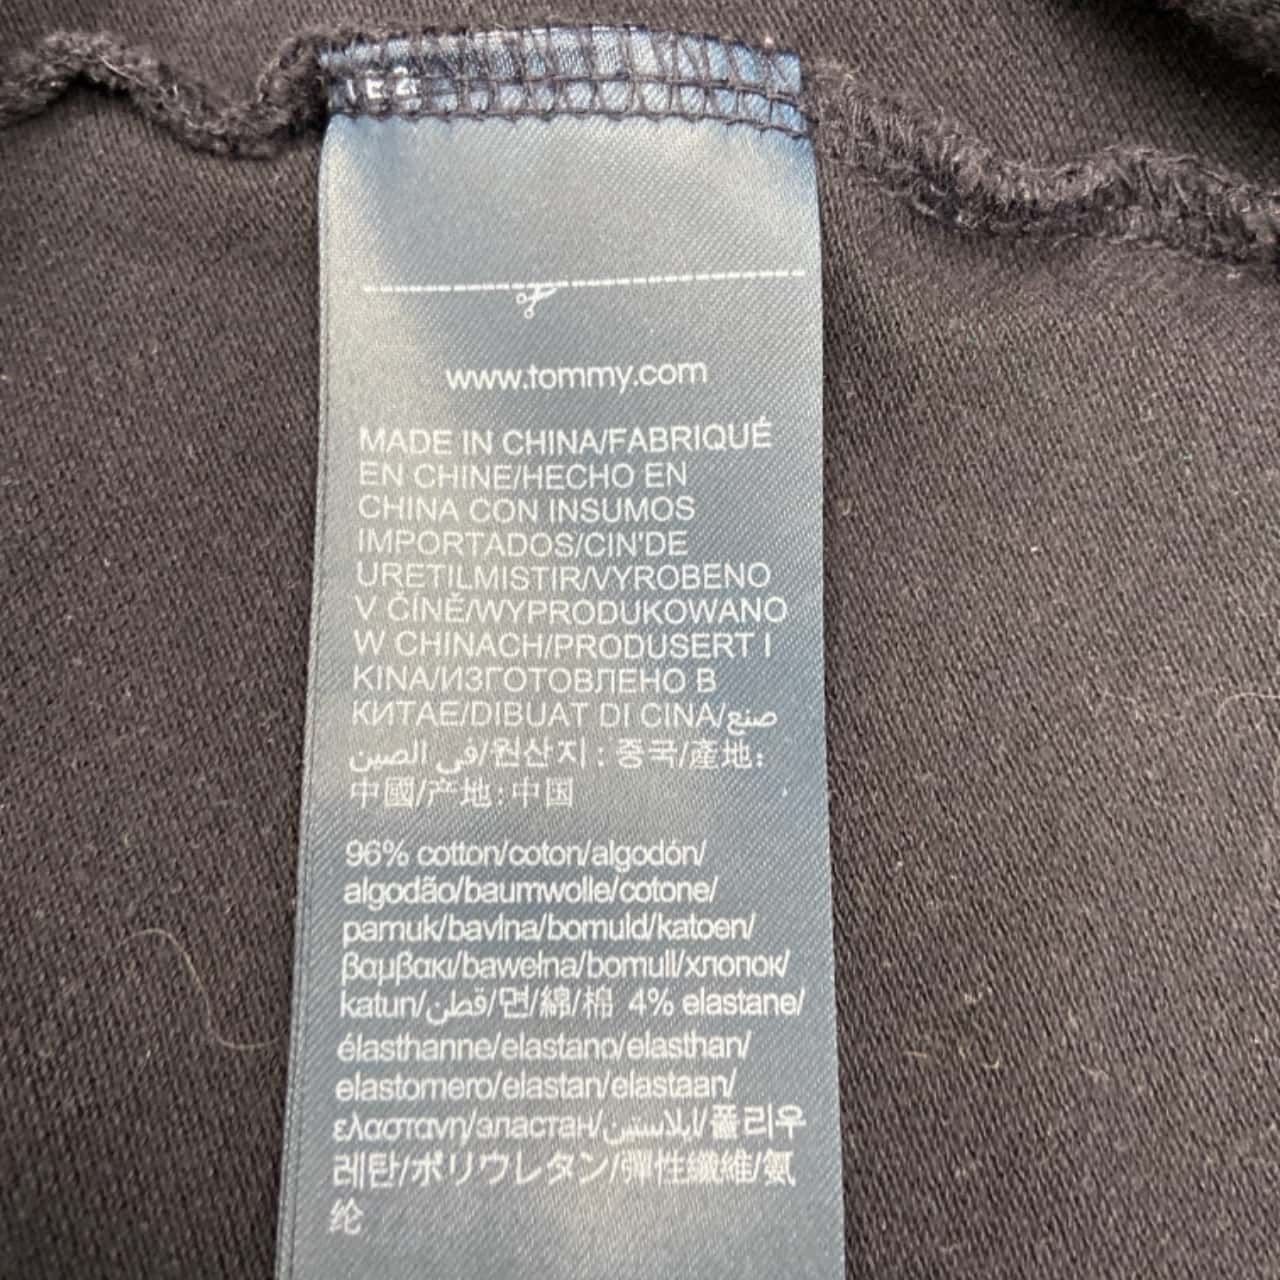 www.tommy.com
MADE IN CHINA/FABRIQUÉ
EN CHINE/HECHO EN
CHINA CON INSUMOS
IMPORTADOS/CIN'DE
URETILMISTIR/VYROBENO
V ČÍNĚ/WYPRODUKOWANO
W CHINACH/PRODUSERT I
KINA/ИЗГОТОВЛЕНО В
КИТАЕ/DIBUAT DI CINA/صنع
في الصين/원산지 : 중국/產地:
中國/产地: 中国
96% cotton/coton/algodón/
algodão/baumwolle/cotone/
pamuk/bavlna/bomuld/katoen/
βαμβακι/bawełna/bomull/хлопок/
katun/قطن/면/綿/棉 4% elastane/
élasthanne/elastano/elasthan/
elastomero/elastan/elastaan/
ελαστανη/эластан/إيلاستين/폴리우
레탄/ポリウレタン/彈性纖維/氨
纶